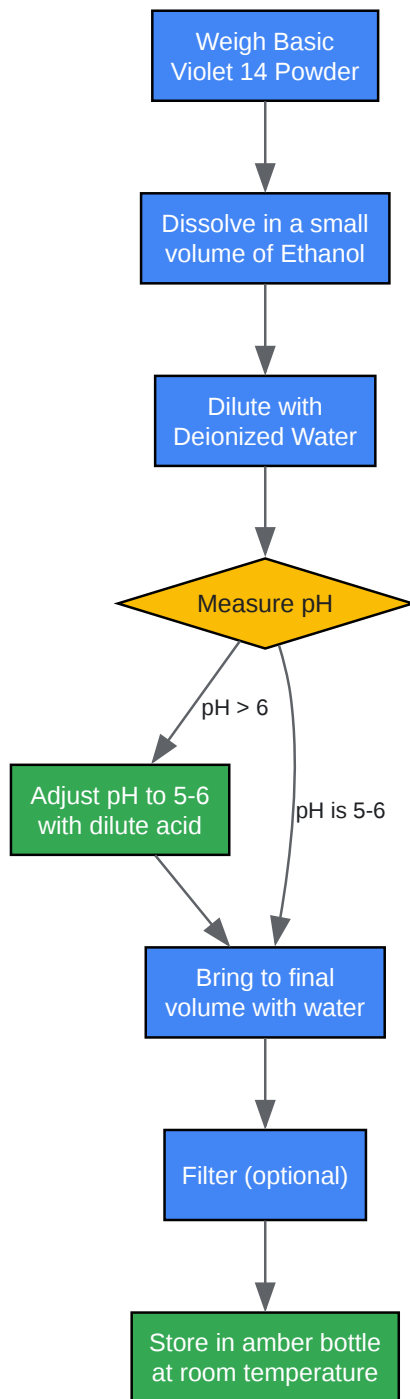 Weigh Basic
Violet 14 Powder
Dissolve in a small
volume of Ethanol
Dilute with
Deionized Water
Measure pH
pH > 6
Adjust pH to 5-6
with dilute acid
pH is 5-6
Bring to final
volume with water
Filter (optional)
Store in amber bottle
at room temperature